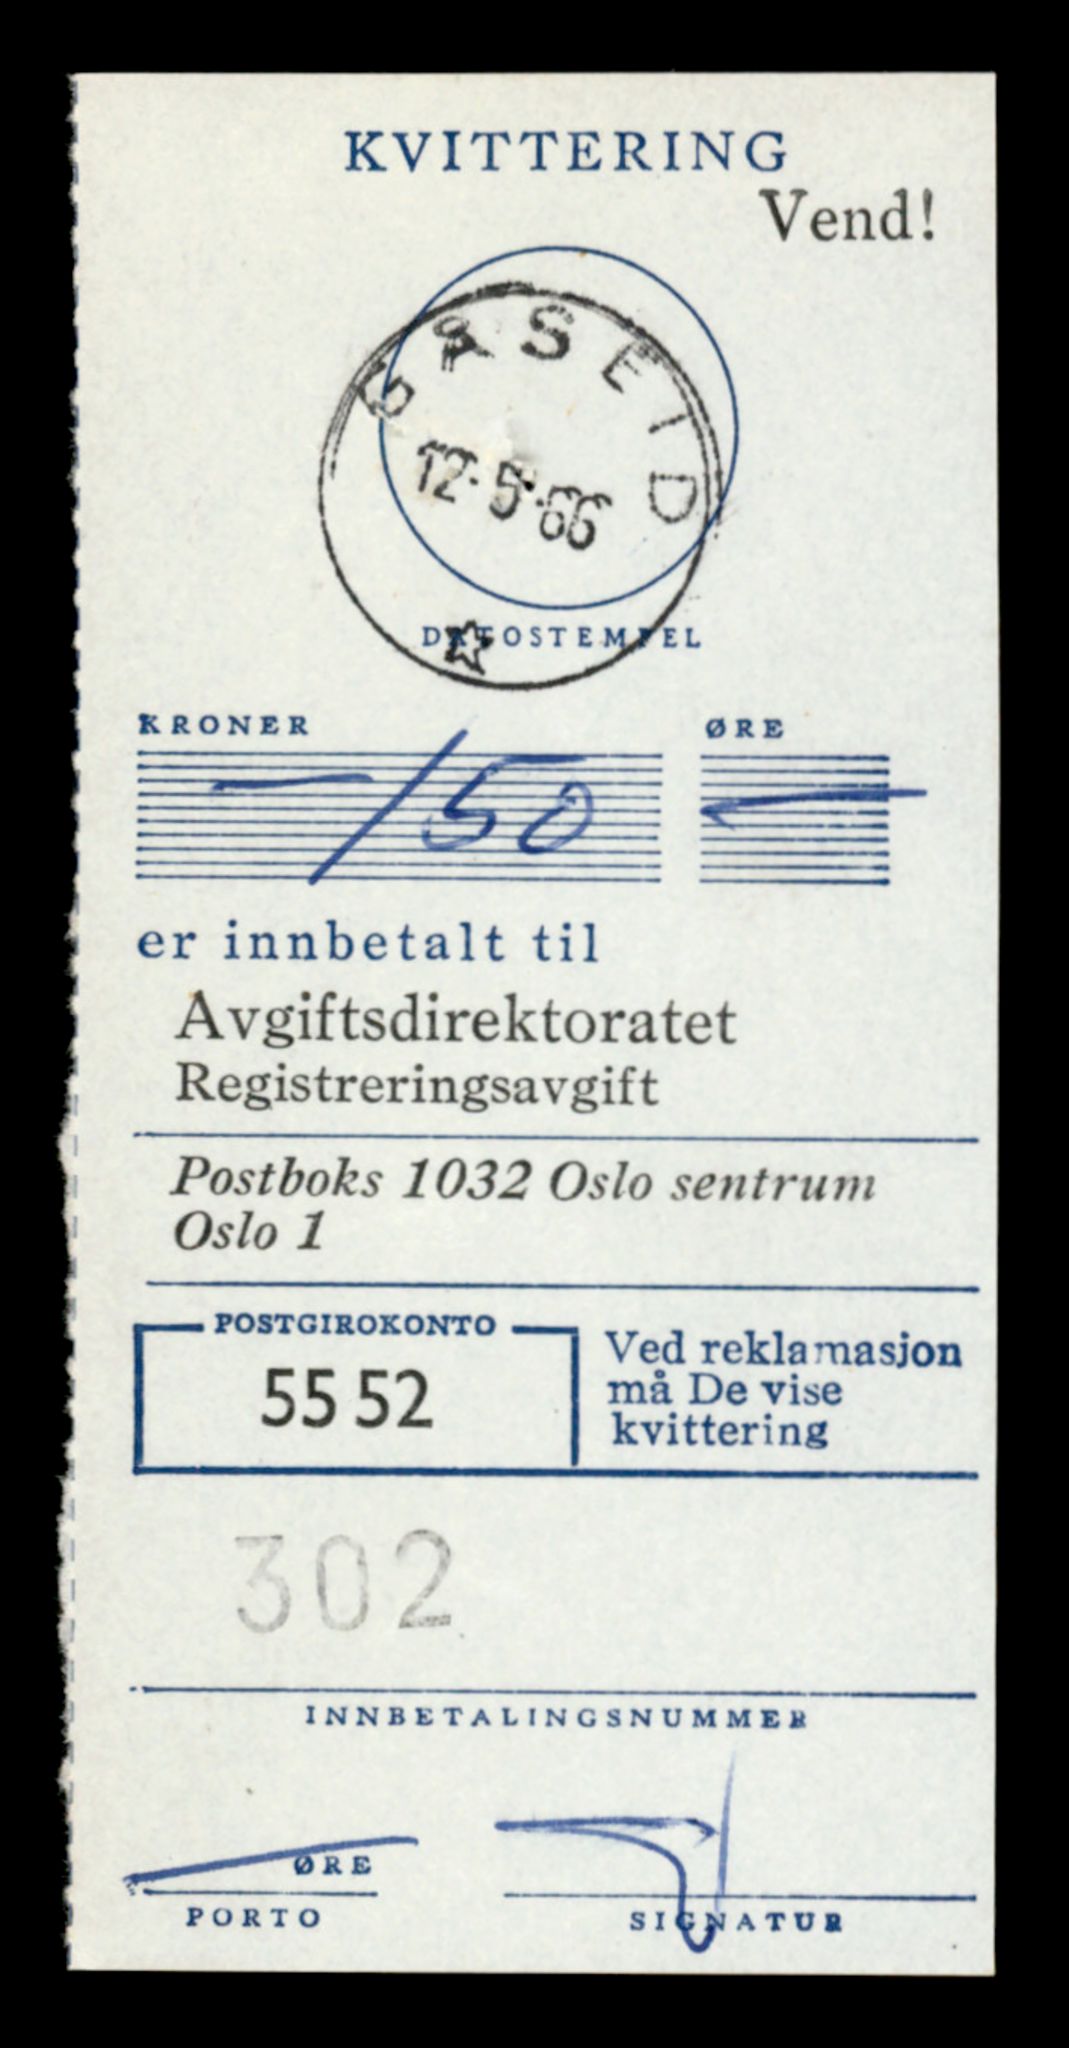 KVITTERING
Vend!
BÅSEID
12.5.66
DATOSTEMPEL
KRONER
ØRE
— / 50 —
er innbetalt til
Avgiftsdirektoratet
Registreringsavgift
Postboks 1032 Oslo sentrum
Oslo 1
POSTGIROKONTO
55 52
Ved reklamasjon
må De vise
kvittering
302
INNBETALINGSNUMMER
ØRE
PORTO
SIGNATUR